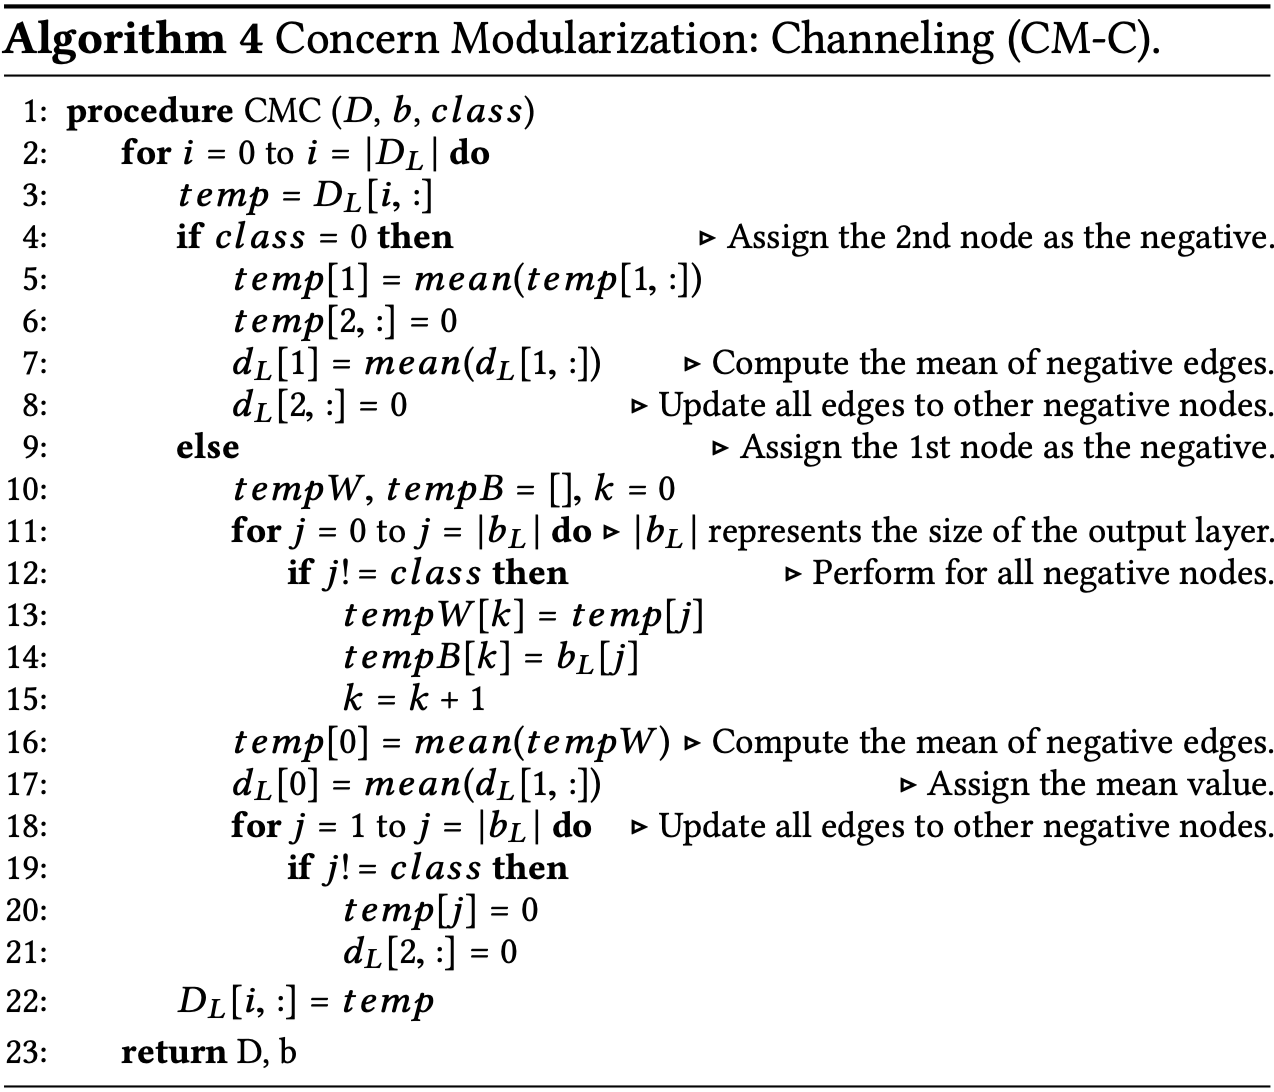 Algorithm 4 Concern Modularization: Channeling (CM-C).
1: procedure CMC (D, b, class)
2: for i = 0 to i = |D_L| do
3: temp = D_L[i, :]
4: if class = 0 then ▷ Assign the 2nd node as the negative.
5: temp[1] = mean(temp[1, :])
6: temp[2, :] = 0
7: d_L[1] = mean(d_L[1, :]) ▷ Compute the mean of negative edges.
8: d_L[2, :] = 0 ▷ Update all edges to other negative nodes.
9: else ▷ Assign the 1st node as the negative.
10: tempW, tempB = [], k = 0
11: for j = 0 to j = |b_L| do ▷ |b_L| represents the size of the output layer.
12: if j! = class then ▷ Perform for all negative nodes.
13: tempW[k] = temp[j]
14: tempB[k] = b_L[j]
15: k = k + 1
16: temp[0] = mean(tempW) ▷ Compute the mean of negative edges.
17: d_L[0] = mean(d_L[1, :]) ▷ Assign the mean value.
18: for j = 1 to j = |b_L| do ▷ Update all edges to other negative nodes.
19: if j! = class then
20: temp[j] = 0
21: d_L[2, :] = 0
22: D_L[i, :] = temp
23: return D, b